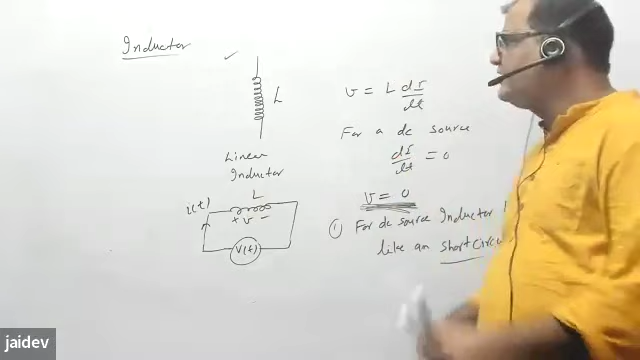 Inductor
L
Linear
Inductor
i(t)
L
+ v -
V(t)
v = L dI/dt
For a dc source
dI/dt = 0
v = 0
① For dc source Inductor
like an short circu
jaidev